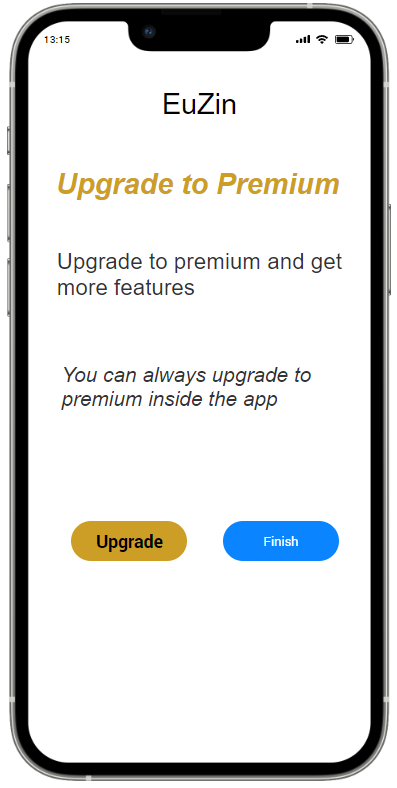 13:15
EuZin
Upgrade to Premium
Upgrade to premium and get
more features
You can always upgrade to
premium inside the app
Upgrade
Finish